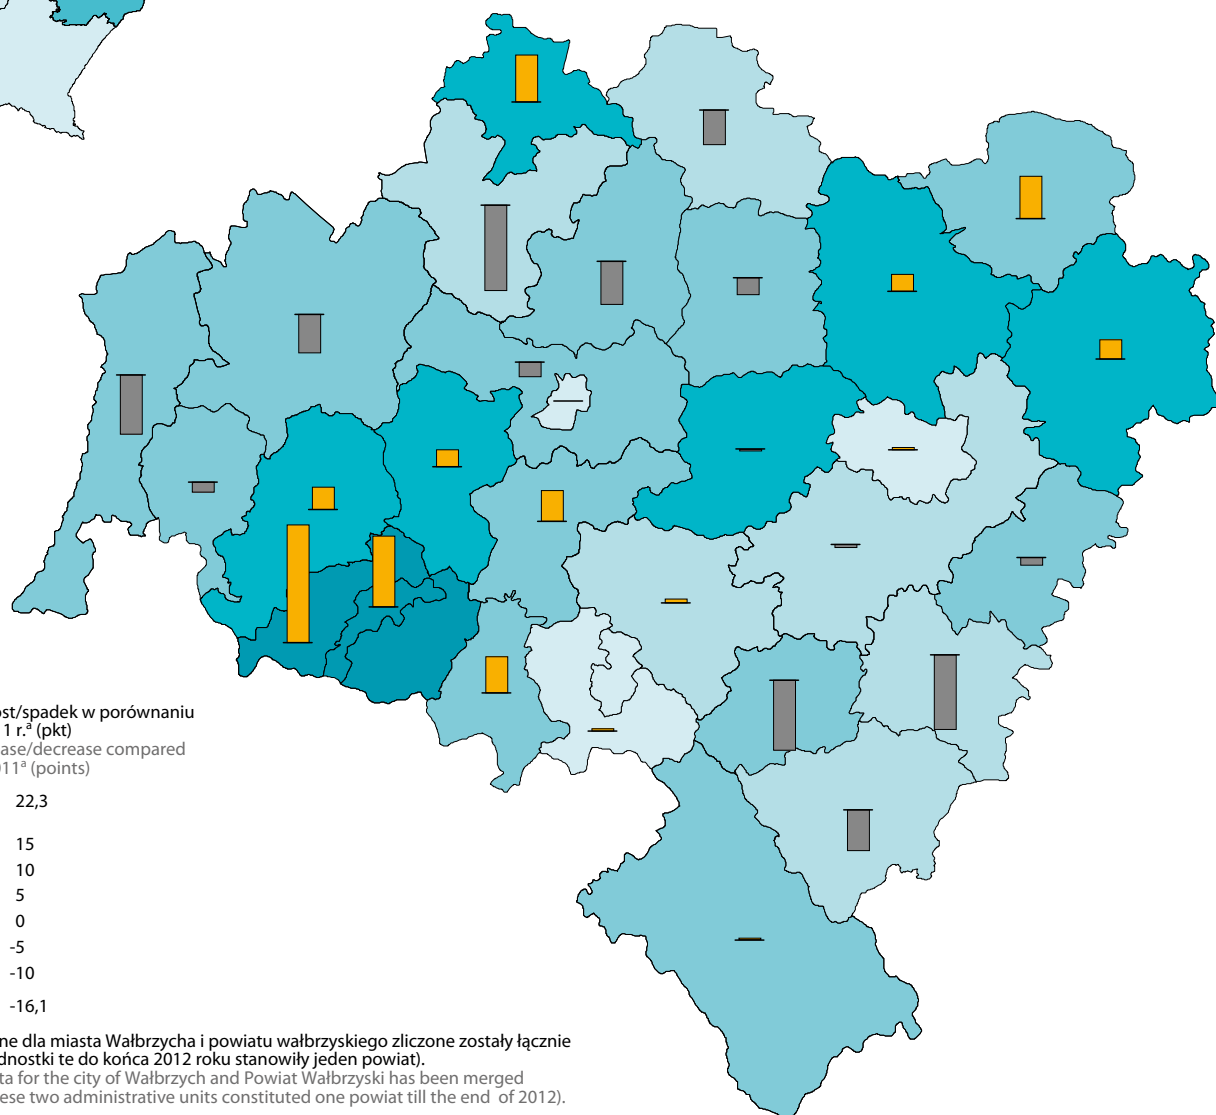 ost/spadek w porównaniu
1 r.ª (pkt)
ase/decrease compared
011ª (points)
22,3
15
10
5
0
-5
-10
-16,1
ne dla miasta Wałbrzycha i powiatu wałbrzyskiego zliczone zostały łącznie
dnostki te do końca 2012 roku stanowiły jeden powiat).
ta for the city of Wałbrzych and Powiat Wałbrzyski has been merged
ese two administrative units constituted one powiat till the end of 2012).